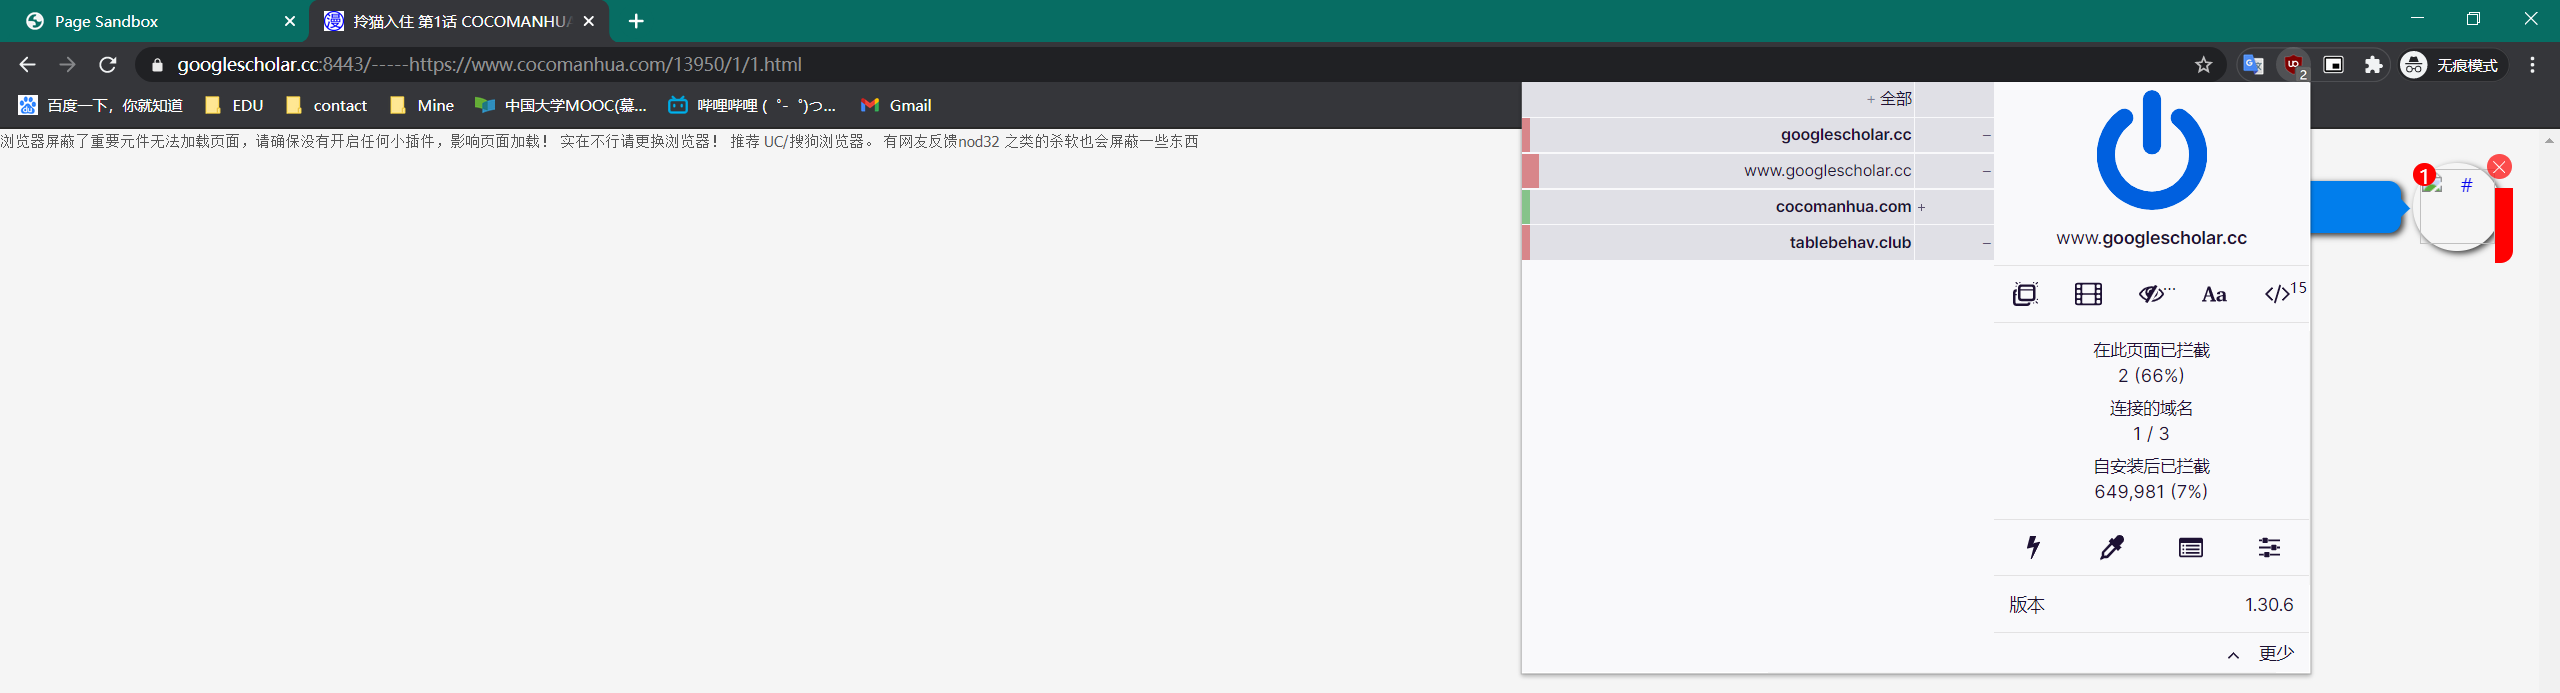 Page Sandbox
拎猫入住 第1话 COCOMANHUA
googlescholar.cc:8443/-----https://www.cocomanhua.com/13950/1/1.html
2
无痕模式
百度一下，你就知道 EDU contact Mine 中国大学MOOC(慕... 哔哩哔哩 (゜-゜)つ... Gmail
浏览器屏蔽了重要元件无法加载页面，请确保没有开启任何小插件，影响页面加载！ 实在不行请更换浏览器！ 推荐 UC/搜狗浏览器。 有网友反馈nod32 之类的杀软也会屏蔽一些东西
+ 全部
googlescholar.cc –
www.googlescholar.cc –
cocomanhua.com +
tablebehav.club –
www.googlescholar.cc
Aa </> 15
在此页面已拦截
2 (66%)
连接的域名
1 / 3
自安装后已拦截
649,981 (7%)
版本 1.30.6
更少
1
#